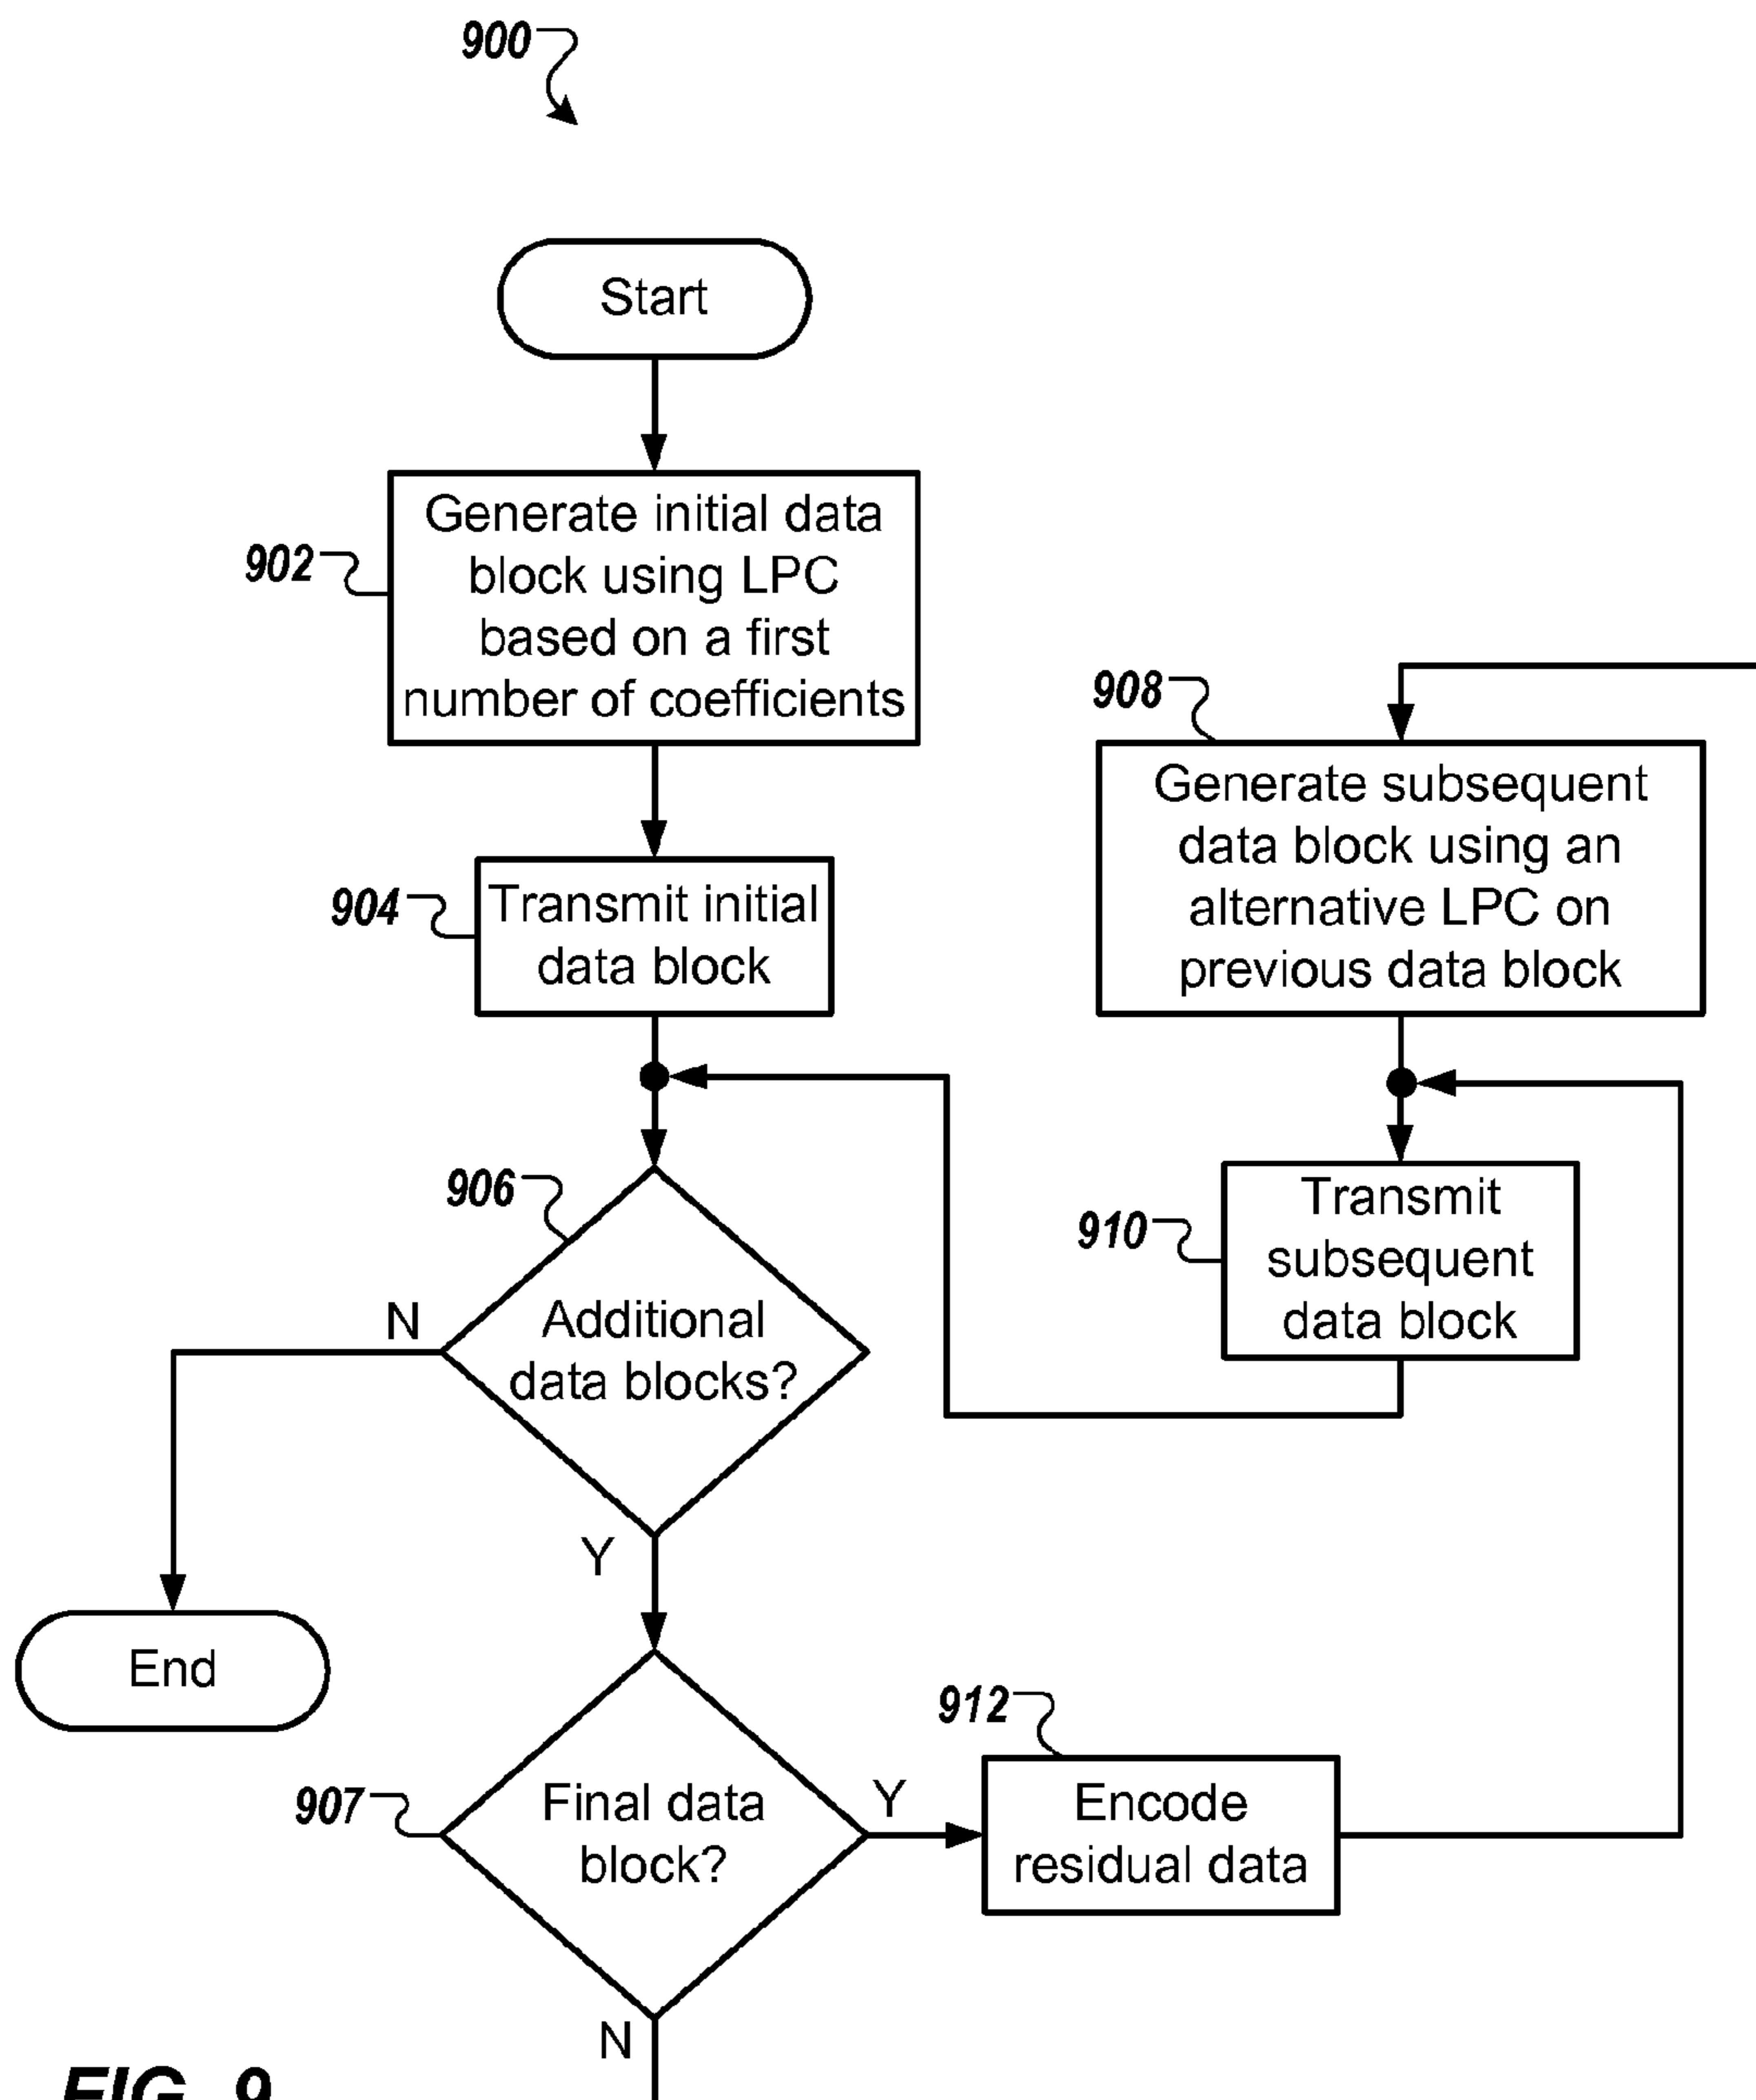 900
Start
902
Generate initial data
block using LPC
based on a first
number of coefficients
904
Transmit initial
data block
906
Additional
data blocks?
N
Y
End
907
Final data
block?
Y
N
912
Encode
residual data
908
Generate subsequent
data block using an
alternative LPC on
previous data block
910
Transmit
subsequent
data block
FIG. 9